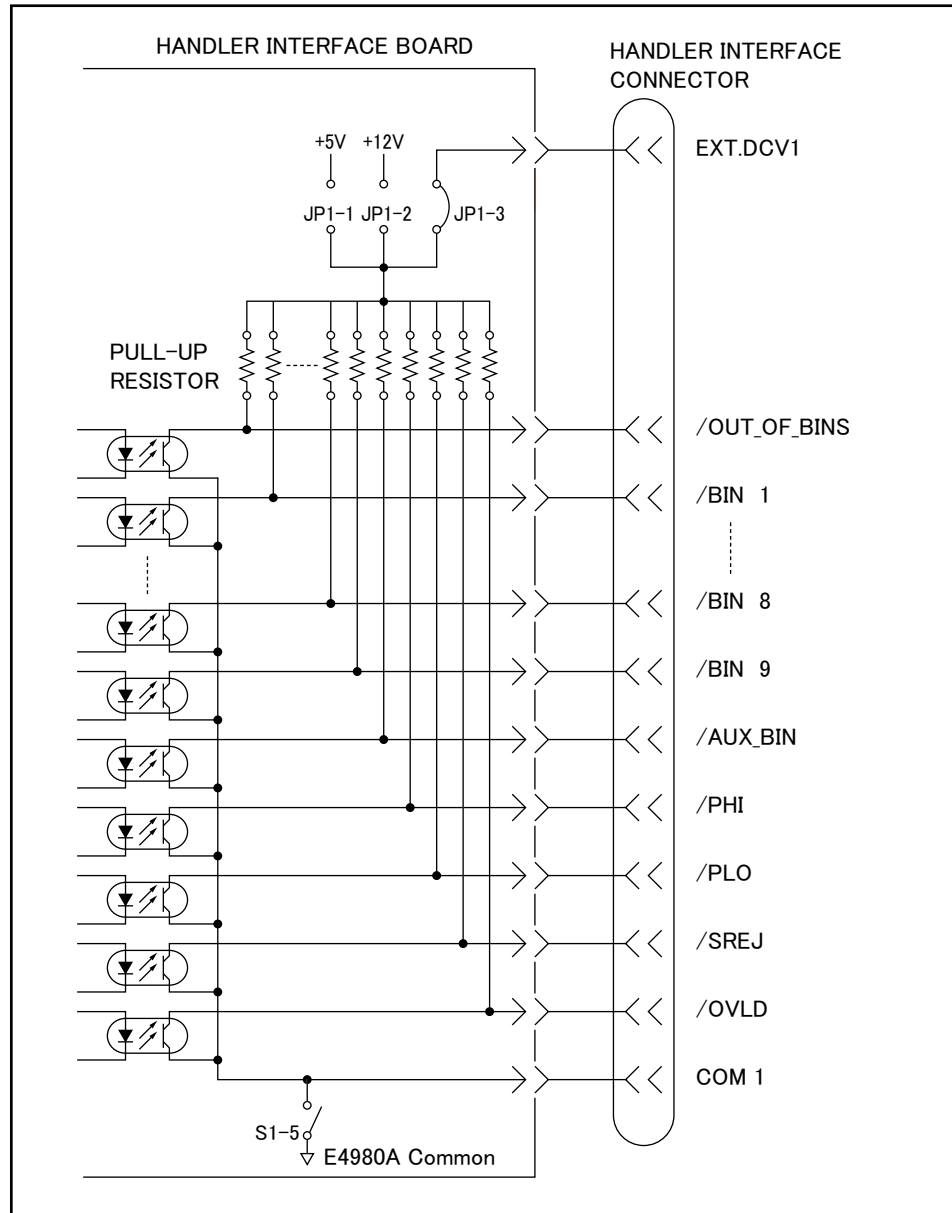 HANDLER INTERFACE BOARD
HANDLER INTERFACE
CONNECTOR
+5V
+12V
EXT.DCV1
JP1-1
JP1-2
JP1-3
PULL-UP
RESISTOR
/OUT_OF_BINS
/BIN 1
/BIN 8
/BIN 9
/AUX_BIN
/PHI
/PLO
/SREJ
/OVLD
COM 1
S1-5
E4980A Common